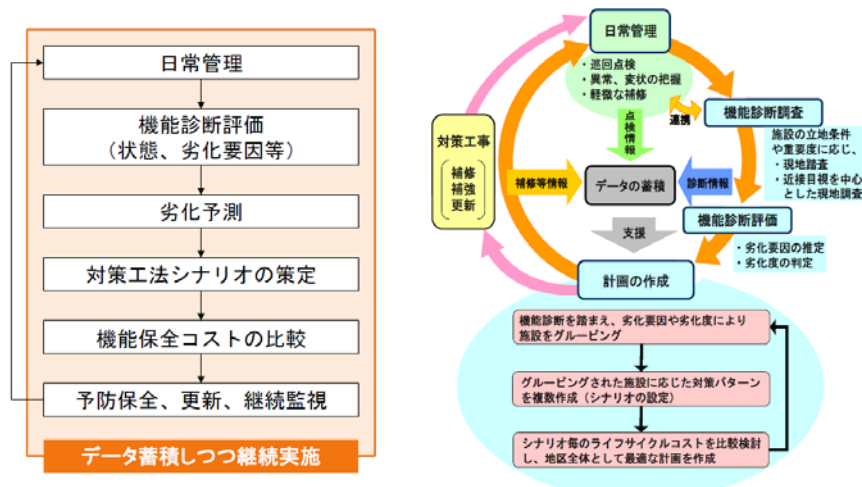 日常管理
機能診断評価
（状態、劣化要因等）
劣化予測
対策工法シナリオの策定
機能保全コストの比較
予防保全、更新、継続監視
データ蓄積しつつ継続実施
日常管理
・巡回点検
・異常、変状の把握
・軽微な補修
点検情報
連携
機能診断調査
施設の立地条件
や重要度に応じ、
・現地踏査
・近接目視を中心
とした現地調査
対策工事
補修
補強
更新
補修等情報
データの蓄積
診断情報
機能診断評価
・劣化要因の推定
・劣化度の判定
支援
計画の作成
機能診断を踏まえ、劣化要因や劣化度により
施設をグルーピング
グルーピングされた施設に応じた対策パターン
を複数作成（シナリオの設定）
シナリオ毎のライフサイクルコストを比較検討
し、地区全体として最適な計画を作成